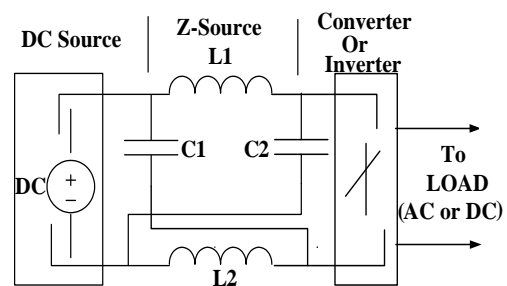 DC Source
Z-Source
L1
Converter
Or
Inverter
C1
C2
DC
+
−
To
LOAD
(AC or DC)
L2